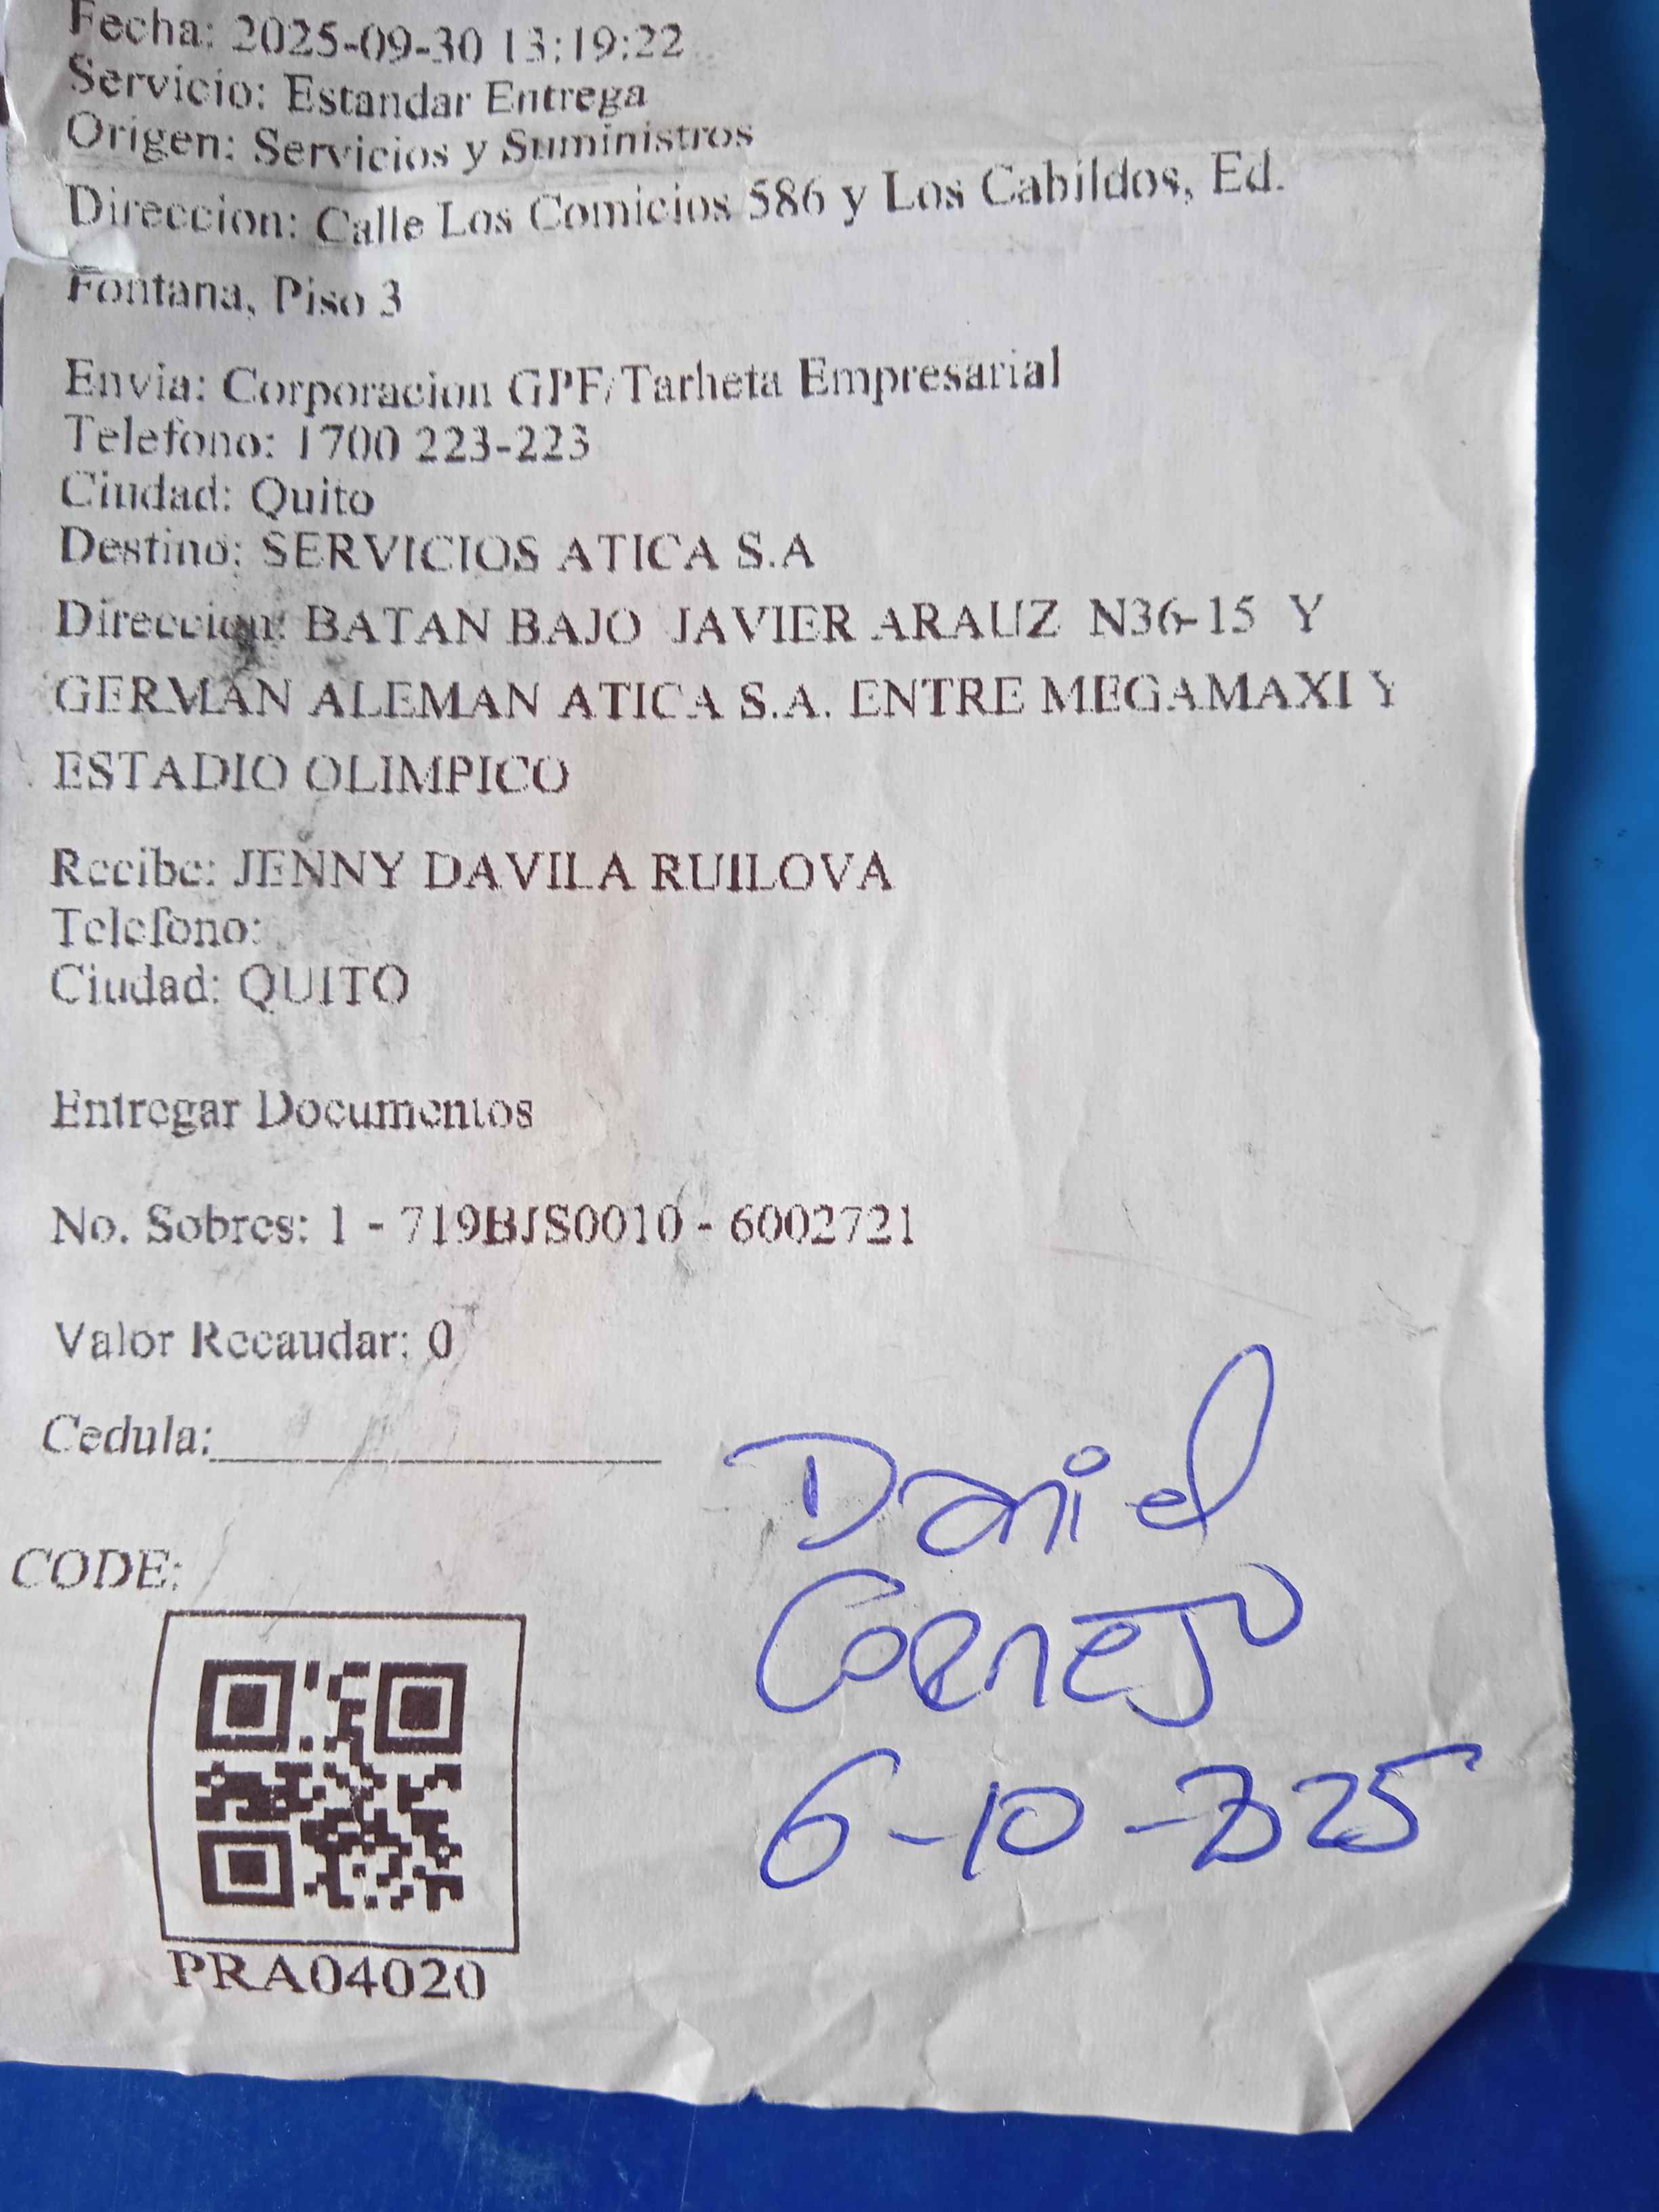 Fecha: 2025-09-30 13:19:22
Servicio: Estandar Entrega
Origen: Servicios y Suministros
Direccion: Calle Los Comicios 586 y Los Cabildos, Ed.
Fontana, Piso 3
Envia: Corporacion GPF/Tarheta Empresarial
Telefono: 1700 223-223
Ciudad: Quito
Destino: SERVICIOS ATICA S.A
Direccion: BATAN BAJO JAVIER ARAUZ N36-15 Y
GERMAN ALEMAN ATICA S.A. ENTRE MEGAMAXI Y
ESTADIO OLIMPICO
Recibe: JENNY DAVILA RUILOVA
Telefono:
Ciudad: QUITO
Entregar Documentos
No. Sobres: 1 - 719BJS0010 - 6002721
Valor Recaudar: 0
Cedula:
Daniel
Cornejo
6-10-2025
CODE:
PRA04020